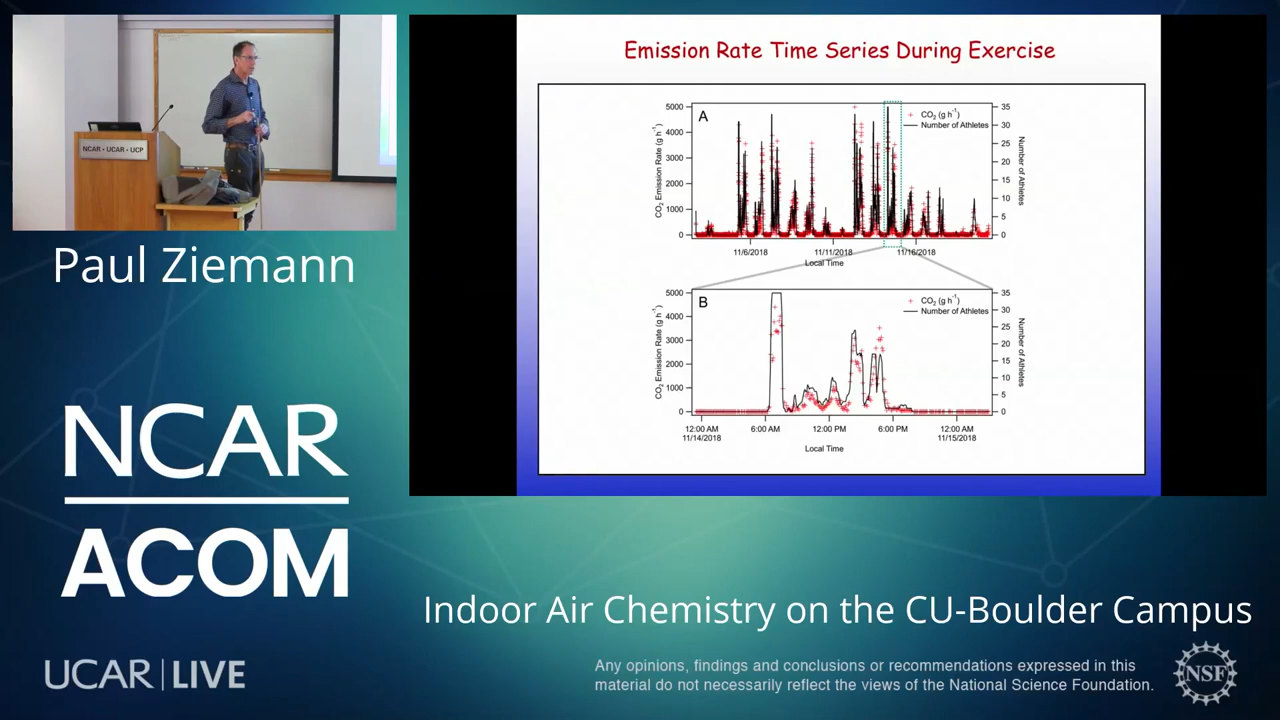 NCAR • UCAR • UCP
Paul Ziemann
NCAR
ACOM
UCAR | LIVE
Emission Rate Time Series During Exercise
A
CO2 (g h-1)
Number of Athletes
CO2 Emission Rate (g h-1)
5000
4000
3000
2000
1000
0
35
30
25
20
15
10
5
0
Number of Athletes
11/6/2018
11/11/2018
11/16/2018
Local Time
B
CO2 (g h-1)
Number of Athletes
CO2 Emission Rate (g h-1)
5000
4000
3000
2000
1000
0
35
30
25
20
15
10
5
0
Number of Athletes
12:00 AM
11/14/2018
6:00 AM
12:00 PM
6:00 PM
12:00 AM
11/15/2018
Local Time
Indoor Air Chemistry on the CU-Boulder Campus
Any opinions, findings and conclusions or recommendations expressed in this
material do not necessarily reflect the views of the National Science Foundation.
NSF